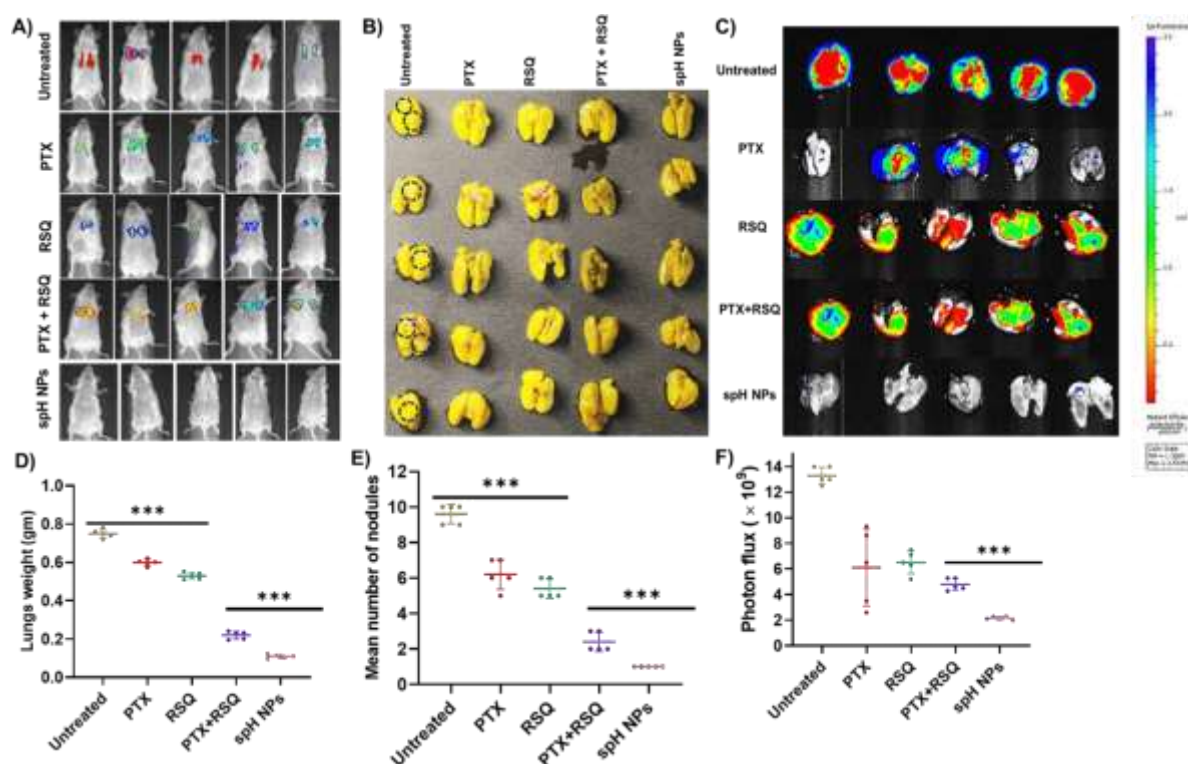 A)
Untreated
PTX
RSQ
PTX + RSQ
spH NPs
B)
Untreated
PTX
RSQ
PTX + RSQ
spH NPs
C)
Untreated
PTX
RSQ
PTX+RSQ
spH NPs
D)
Lungs weight (gm)
1.0
0.8
0.6
0.4
0.2
0.0
***
***
Untreated
PTX
RSQ
PTX+RSQ
spH NPs
E)
Mean number of nodules
12
10
8
6
4
2
0
***
***
Untreated
PTX
RSQ
PTX+RSQ
spH NPs
F)
Photon flux ( × 10⁹)
14
12
10
8
6
4
2
0
***
Untreated
PTX
RSQ
PTX+RSQ
spH NPs